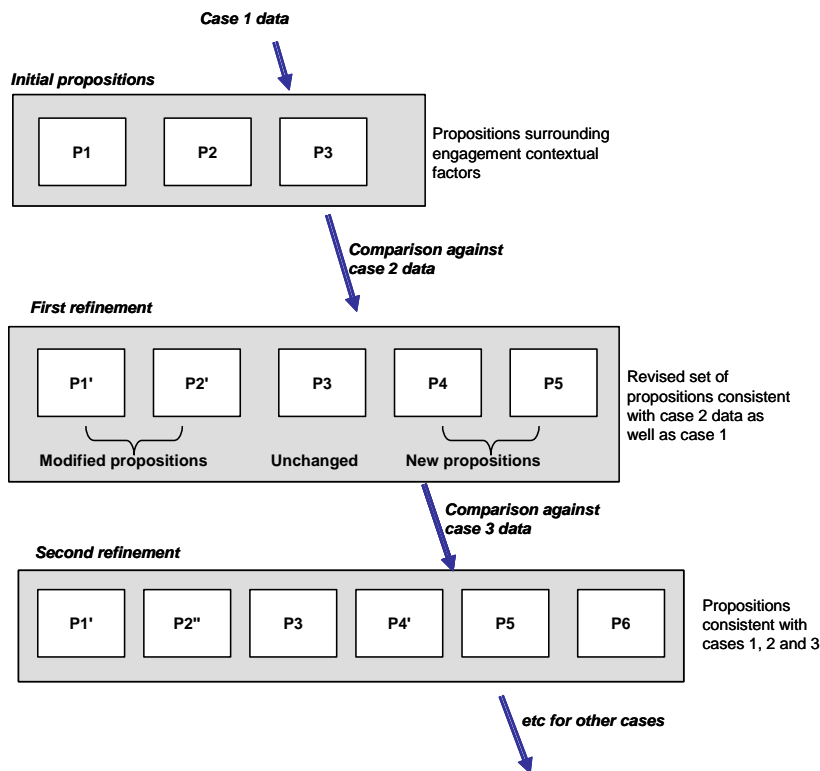 Case 1 data
Initial propositions
P1 P2 P3
Propositions surrounding
engagement contextual
factors
Comparison against
case 2 data
First refinement
P1' P2' P3 P4 P5
Revised set of
propositions consistent
with case 2 data as
well as case 1
Modified propositions Unchanged New propositions
Comparison against
case 3 data
Second refinement
P1' P2" P3 P4' P5 P6
Propositions
consistent with
cases 1, 2 and 3
etc for other cases